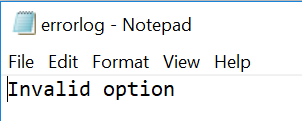 errorlog - Notepad
File Edit Format View Help
Invalid option